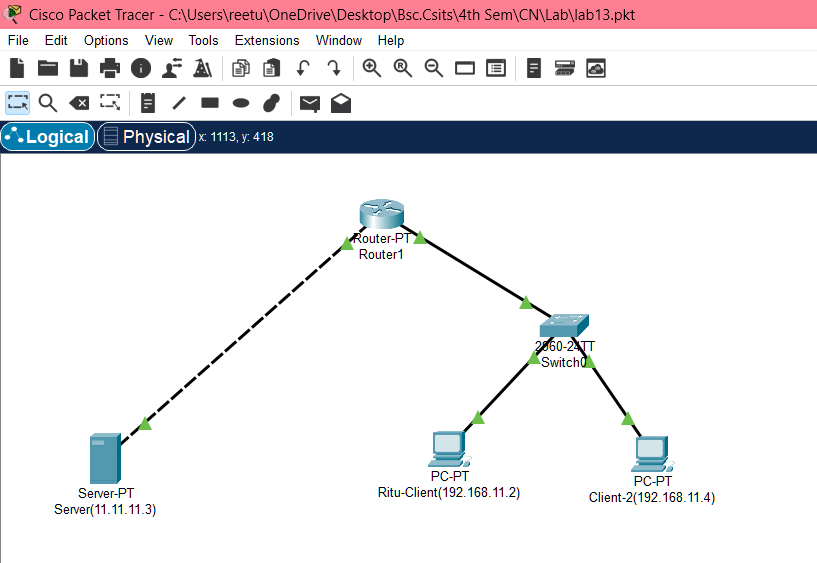 Cisco Packet Tracer - C:\Users\reetu\OneDrive\Desktop\Bsc.Csits\4th Sem\CN\Lab\lab13.pkt
File Edit Options View Tools Extensions Window Help
Logical Physical x: 1113, y: 418
Router-PT
Router1
2960-24TT
Switch0
PC-PT
Ritu-Client(192.168.11.2)
PC-PT
Client-2(192.168.11.4)
Server-PT
Server(11.11.11.3)